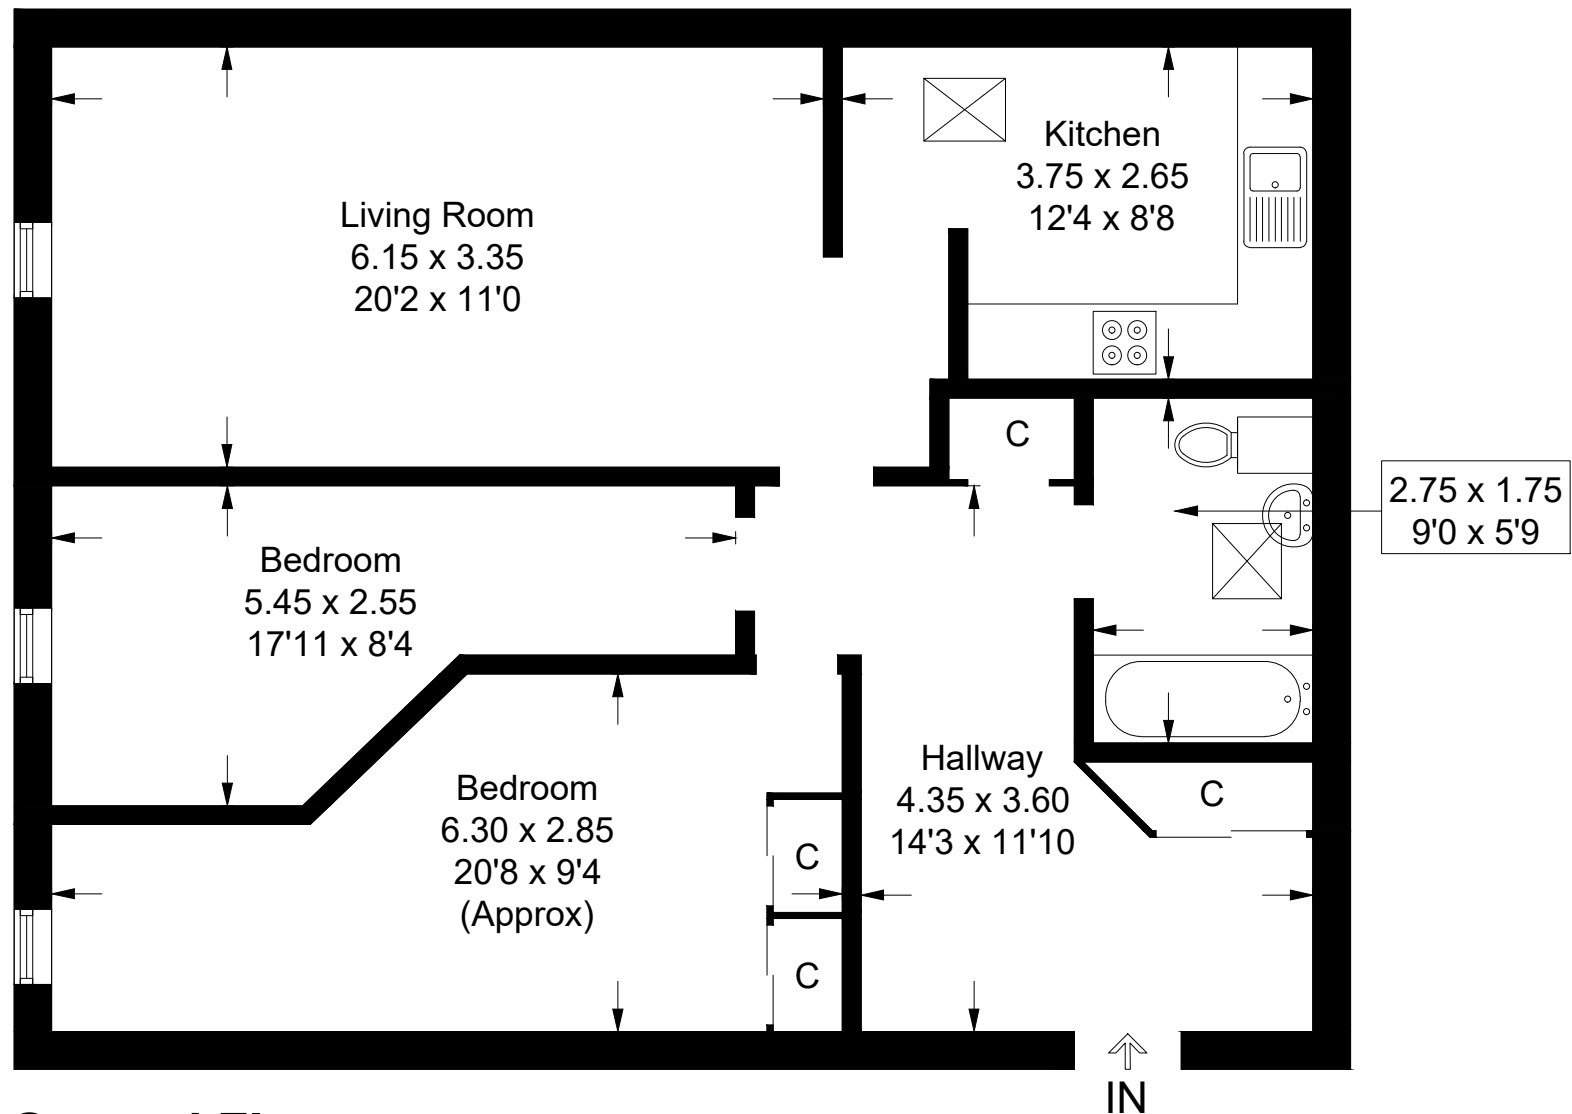 Living Room
6.15 x 3.35
20'2 x 11'0
Kitchen
3.75 x 2.65
12'4 x 8'8
C
2.75 x 1.75
9'0 x 5'9
Bedroom
5.45 x 2.55
17'11 x 8'4
Bedroom
6.30 x 2.85
20'8 x 9'4
(Approx)
C
C
Hallway
4.35 x 3.60
14'3 x 11'10
C
IN